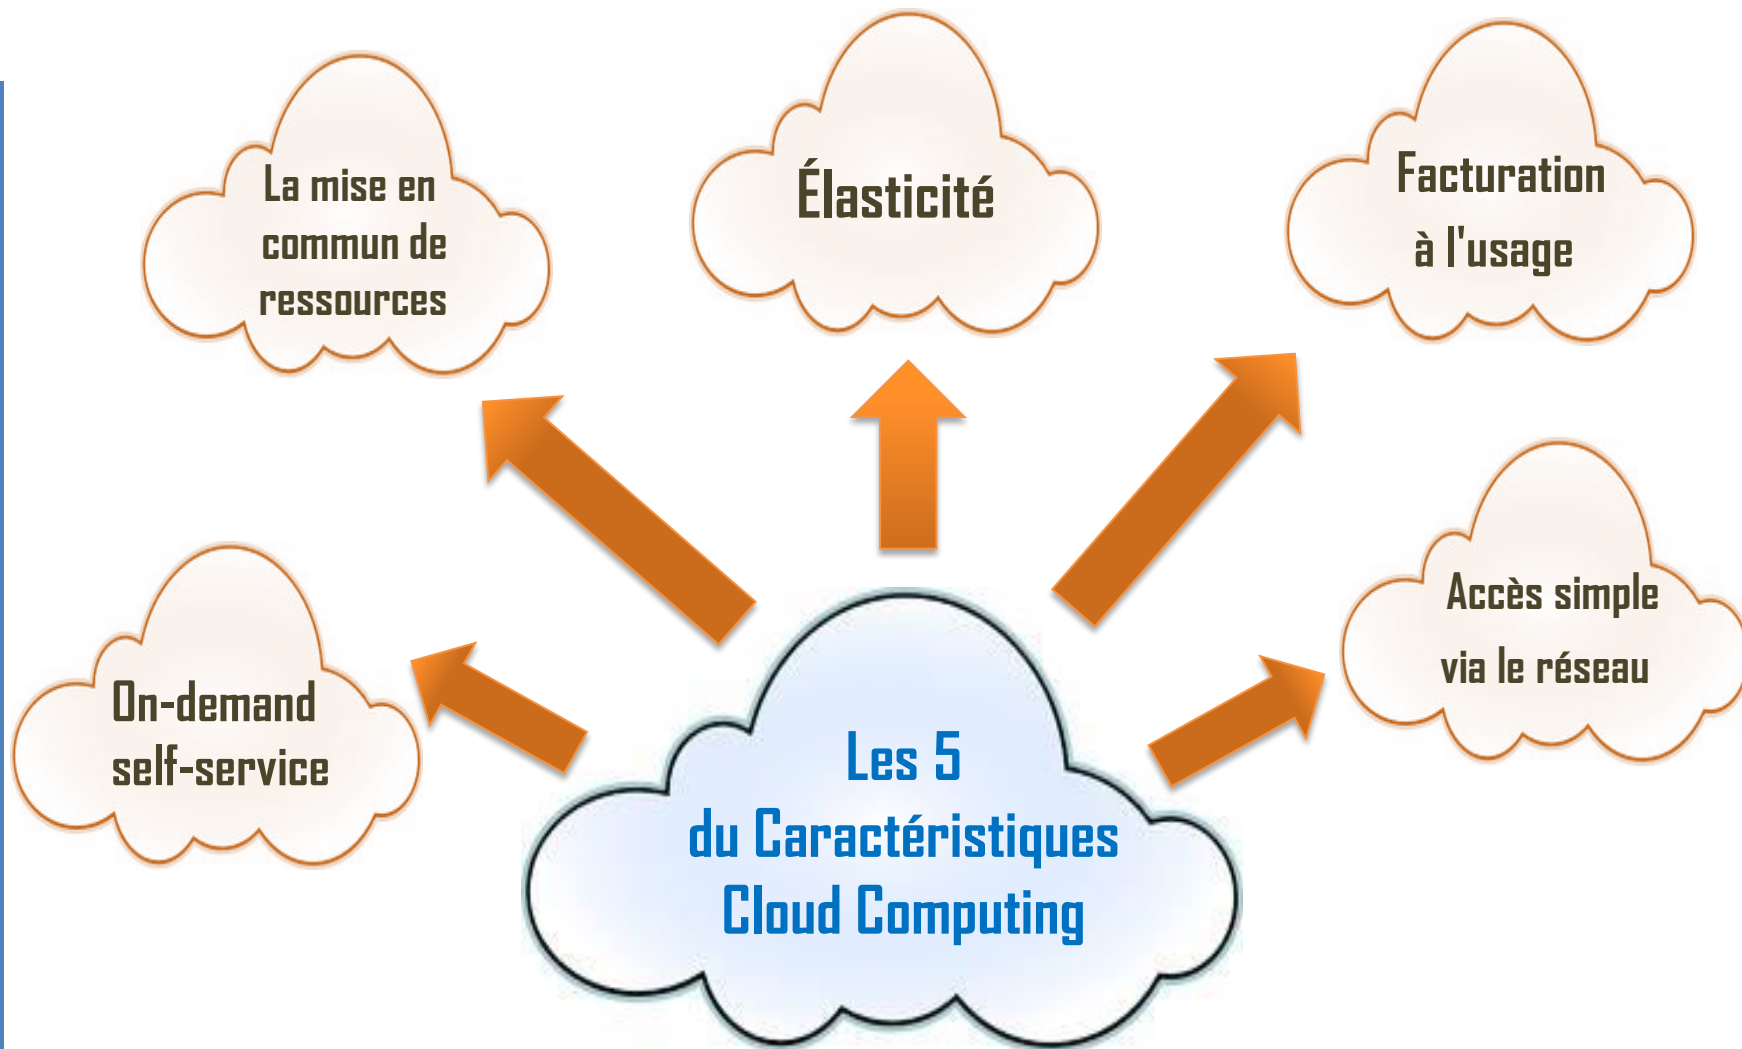 La mise en
commun de
ressources
Élasticité
Facturation
à l'usage
Accès simple
via le réseau
On-demand
self-service
Les 5
du Caractéristiques
Cloud Computing